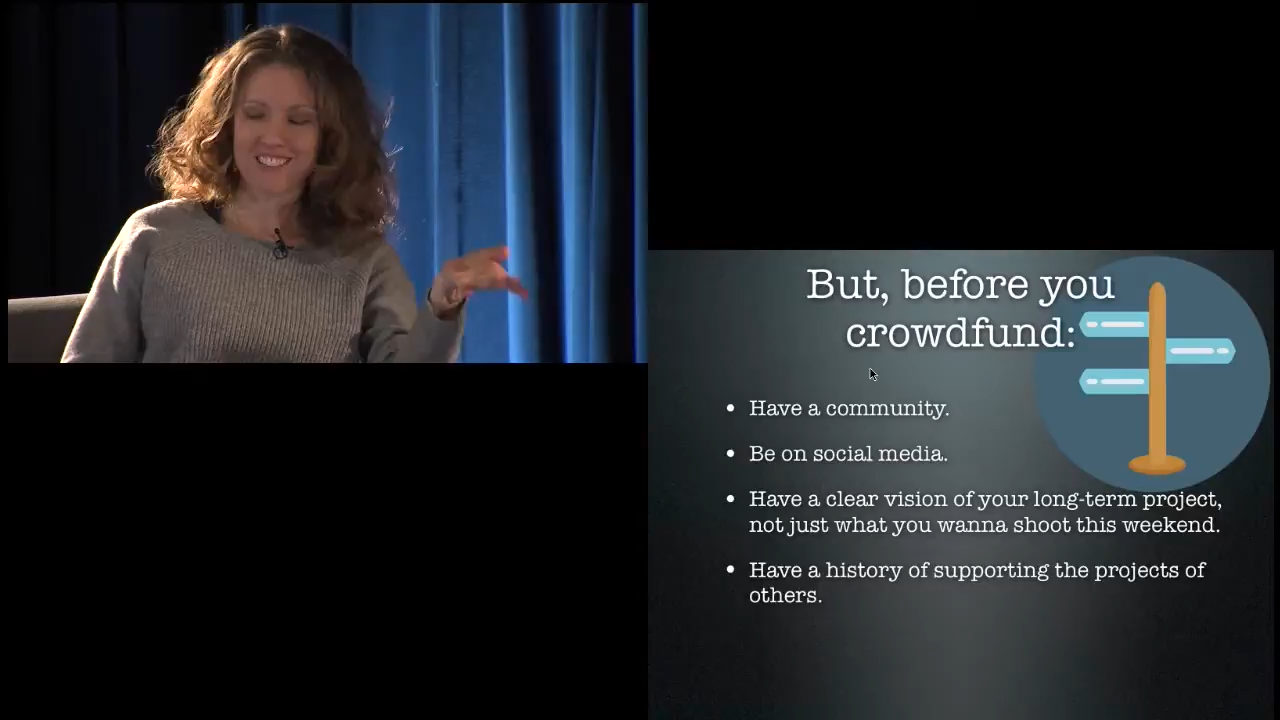 But, before you
crowdfund:
• Have a community.
• Be on social media.
• Have a clear vision of your long-term project,
not just what you wanna shoot this weekend.
• Have a history of supporting the projects of
others.